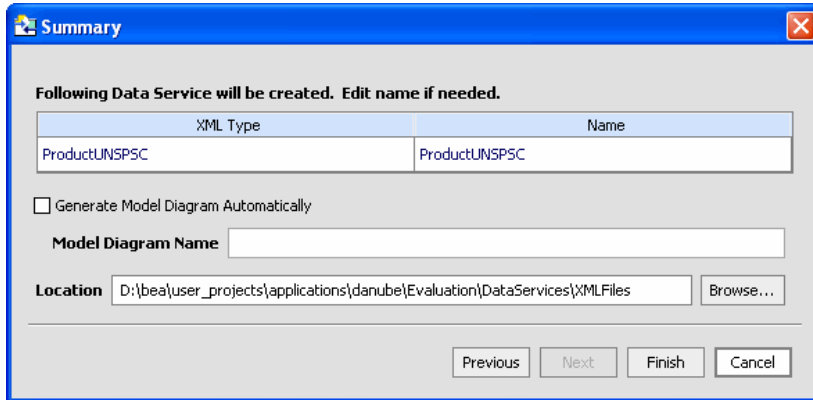 Summary
Following Data Service will be created. Edit name if needed.
XML Type Name
ProductUNSPSC ProductUNSPSC
Generate Model Diagram Automatically
Model Diagram Name
Location D:\bea\user_projects\applications\danube\Evaluation\DataServices\XMLFiles Browse...
Previous Next Finish Cancel